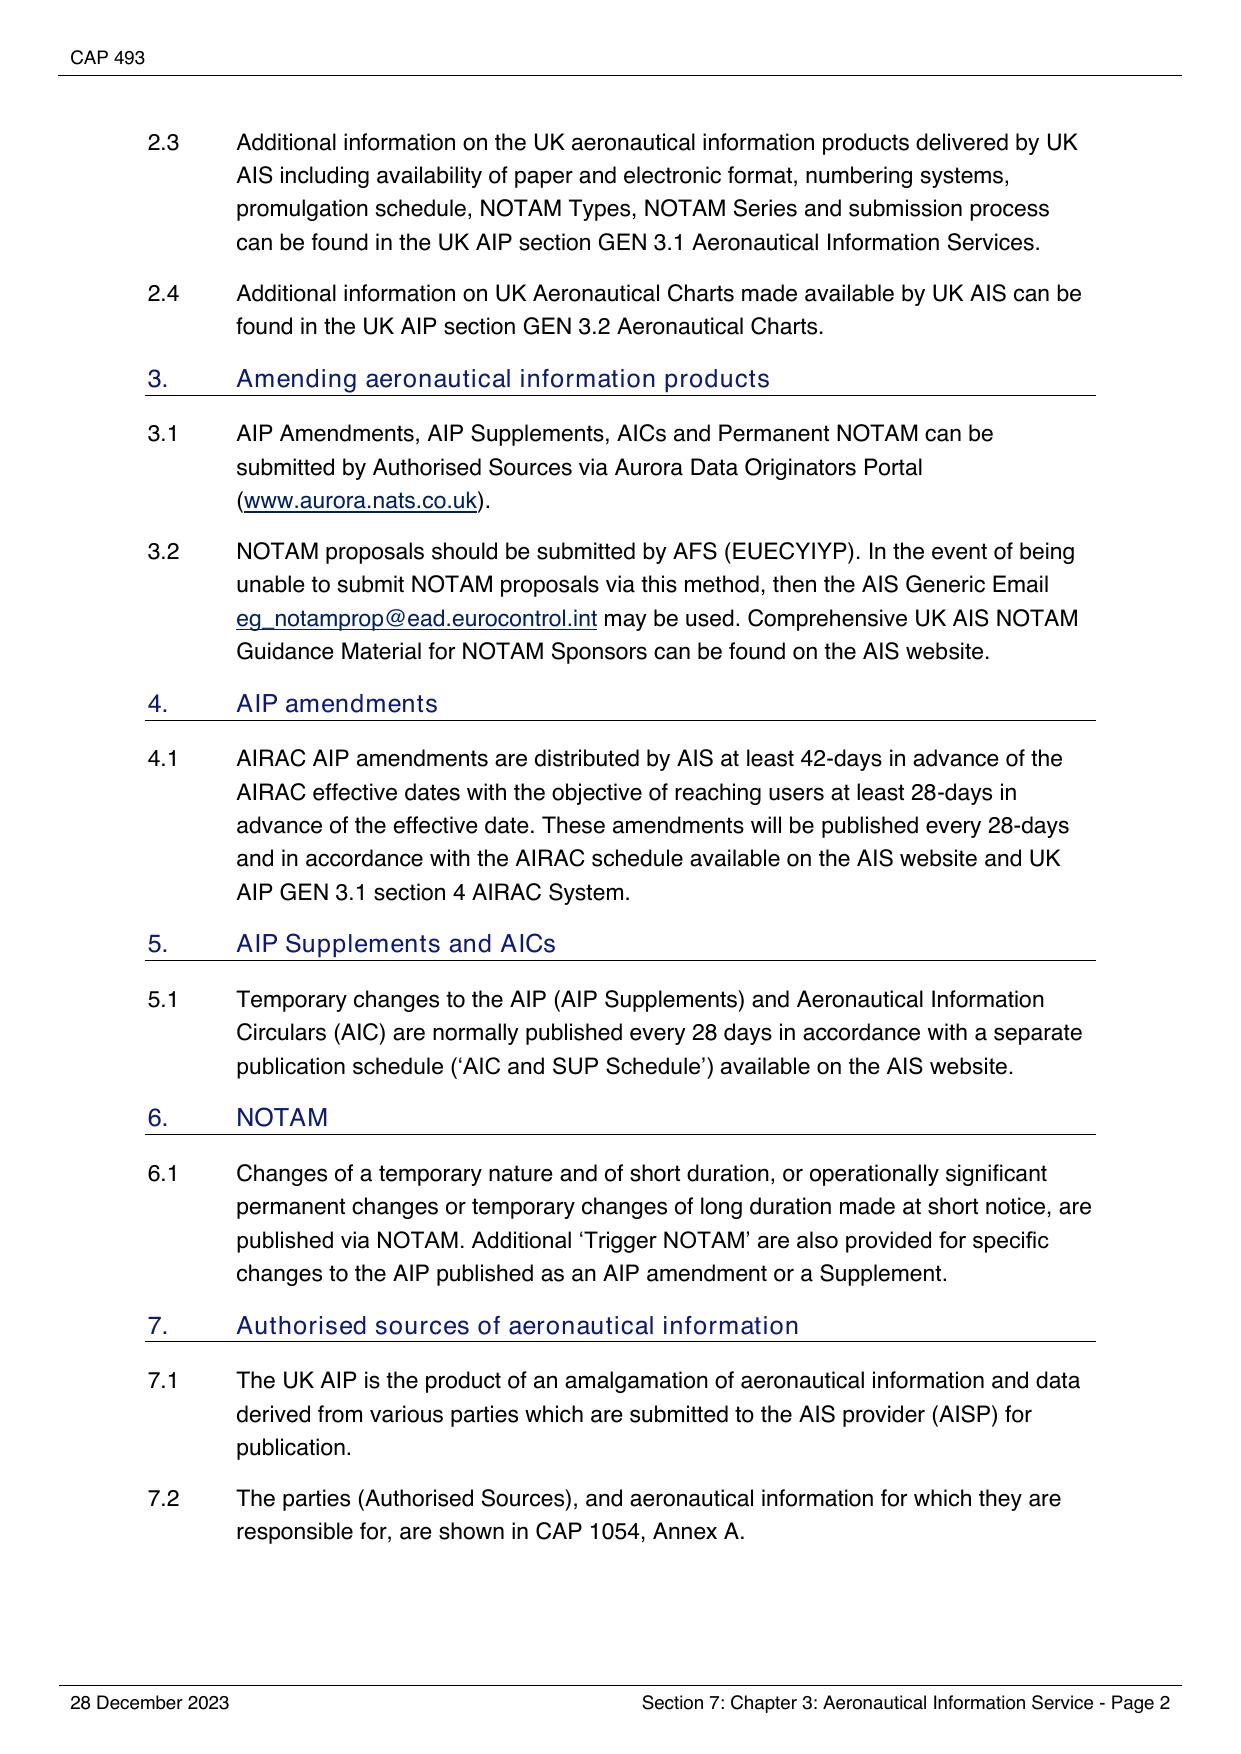 CAP 493
2.3 Additional information on the UK aeronautical information products delivered by UK
AIS including availability of paper and electronic format, numbering systems,
promulgation schedule, NOTAM Types, NOTAM Series and submission process
can be found in the UK AIP section GEN 3.1 Aeronautical Information Services.
2.4 Additional information on UK Aeronautical Charts made available by UK AIS can be
found in the UK AIP section GEN 3.2 Aeronautical Charts.
3. Amending aeronautical information products
3.1 AIP Amendments, AIP Supplements, AICs and Permanent NOTAM can be
submitted by Authorised Sources via Aurora Data Originators Portal
(www.aurora.nats.co.uk).
3.2 NOTAM proposals should be submitted by AFS (EUECYIYP). In the event of being
unable to submit NOTAM proposals via this method, then the AIS Generic Email
eg_notamprop@ead.eurocontrol.int may be used. Comprehensive UK AIS NOTAM
Guidance Material for NOTAM Sponsors can be found on the AIS website.
4. AIP amendments
4.1 AIRAC AIP amendments are distributed by AIS at least 42-days in advance of the
AIRAC effective dates with the objective of reaching users at least 28-days in
advance of the effective date. These amendments will be published every 28-days
and in accordance with the AIRAC schedule available on the AIS website and UK
AIP GEN 3.1 section 4 AIRAC System.
5. AIP Supplements and AICs
5.1 Temporary changes to the AIP (AIP Supplements) and Aeronautical Information
Circulars (AIC) are normally published every 28 days in accordance with a separate
publication schedule (‘AIC and SUP Schedule’) available on the AIS website.
6. NOTAM
6.1 Changes of a temporary nature and of short duration, or operationally significant
permanent changes or temporary changes of long duration made at short notice, are
published via NOTAM. Additional ‘Trigger NOTAM’ are also provided for specific
changes to the AIP published as an AIP amendment or a Supplement.
7. Authorised sources of aeronautical information
7.1 The UK AIP is the product of an amalgamation of aeronautical information and data
derived from various parties which are submitted to the AIS provider (AISP) for
publication.
7.2 The parties (Authorised Sources), and aeronautical information for which they are
responsible for, are shown in CAP 1054, Annex A.
28 December 2023 Section 7: Chapter 3: Aeronautical Information Service - Page 2